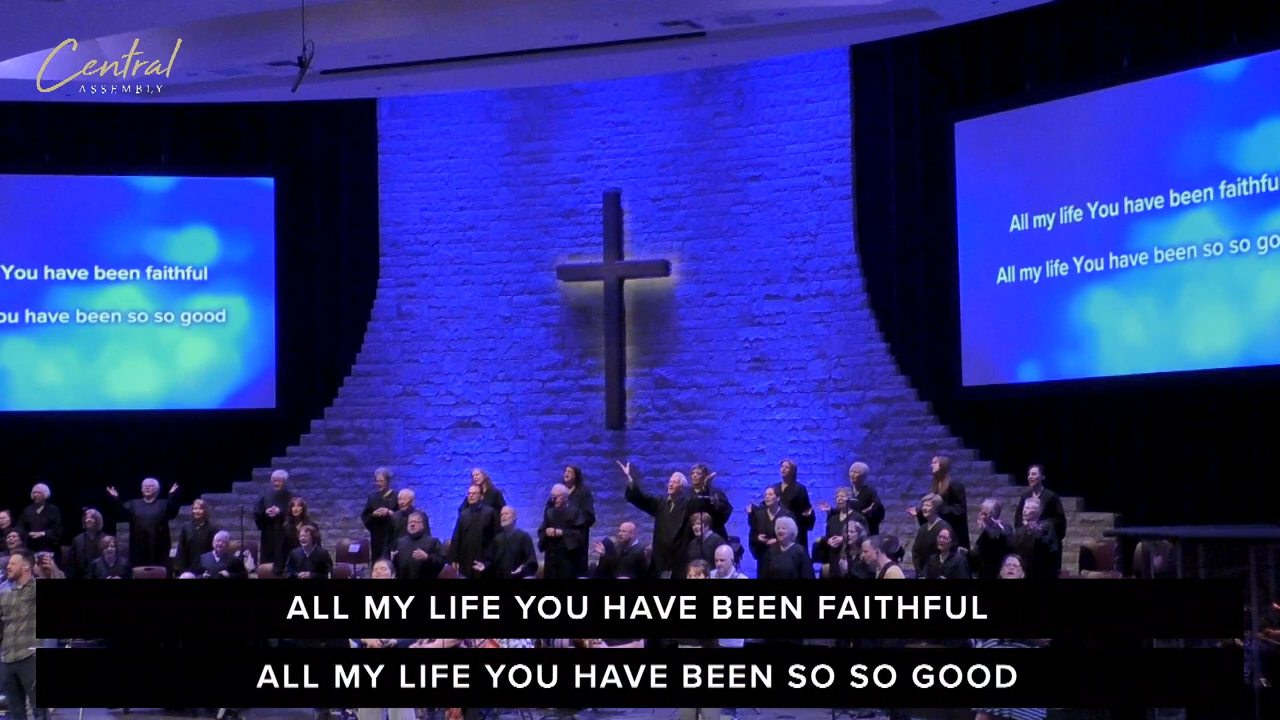 Central
ASSEMBLY
You have been faithful
ou have been so so good
All my life You have been faithfu
All my life You have been so so go
ALL MY LIFE YOU HAVE BEEN FAITHFUL
ALL MY LIFE YOU HAVE BEEN SO SO GOOD